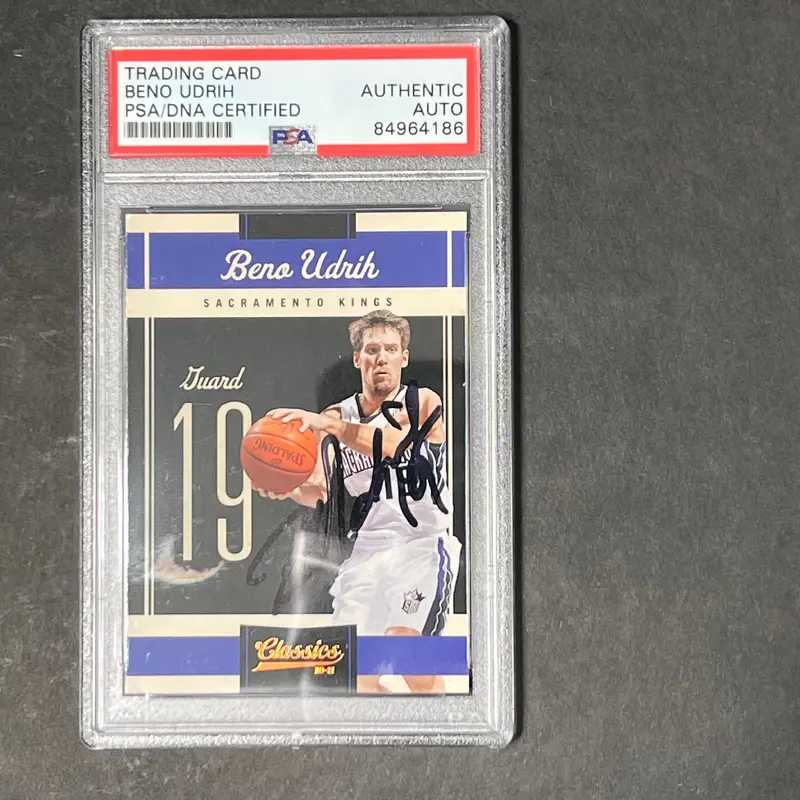 TRADING CARD
BENO UDRIH
PSA/DNA CERTIFIED
AUTHENTIC
AUTO
84964186
PSA
Beno Udrih
SACRAMENTO KINGS
Guard
19
SPALDING
Classics
10-11